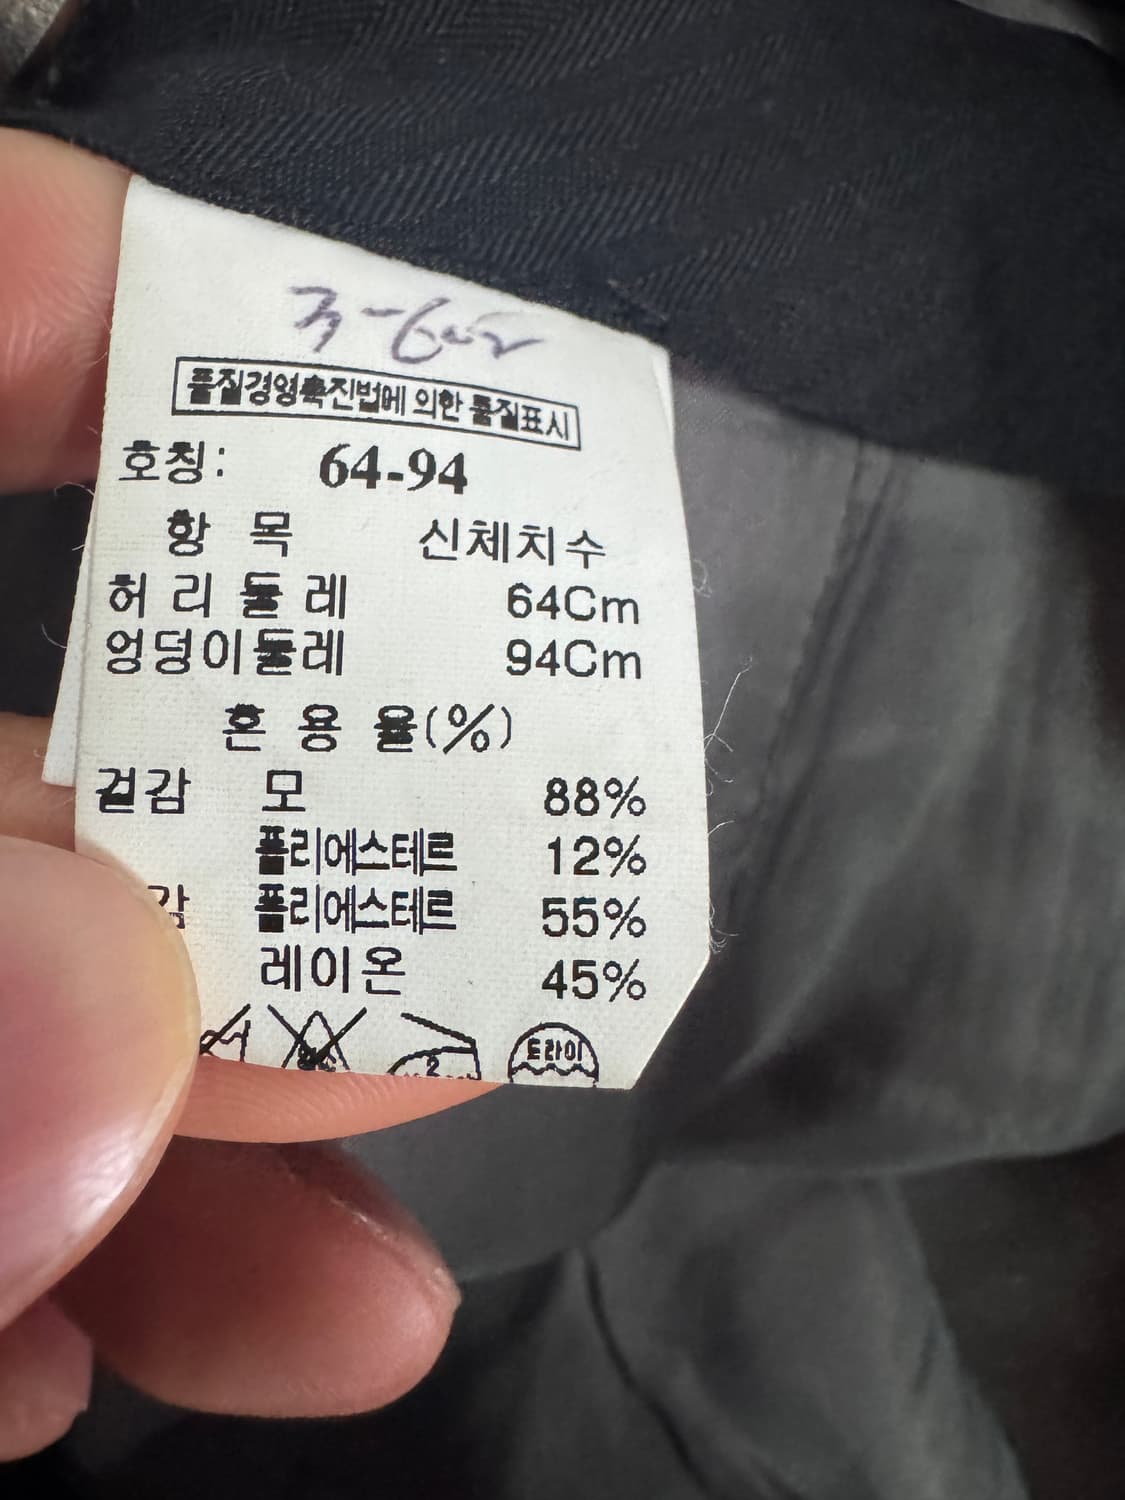 품질경영촉진법에 의한 품질표시
호칭: 64-94
항 목 신체치수
허 리 둘 레 64Cm
엉덩이둘레 94Cm
혼 용 율(%)
겉감 모 88%
폴리에스테르 12%
감 폴리에스테르 55%
레이온 45%
2 드라이